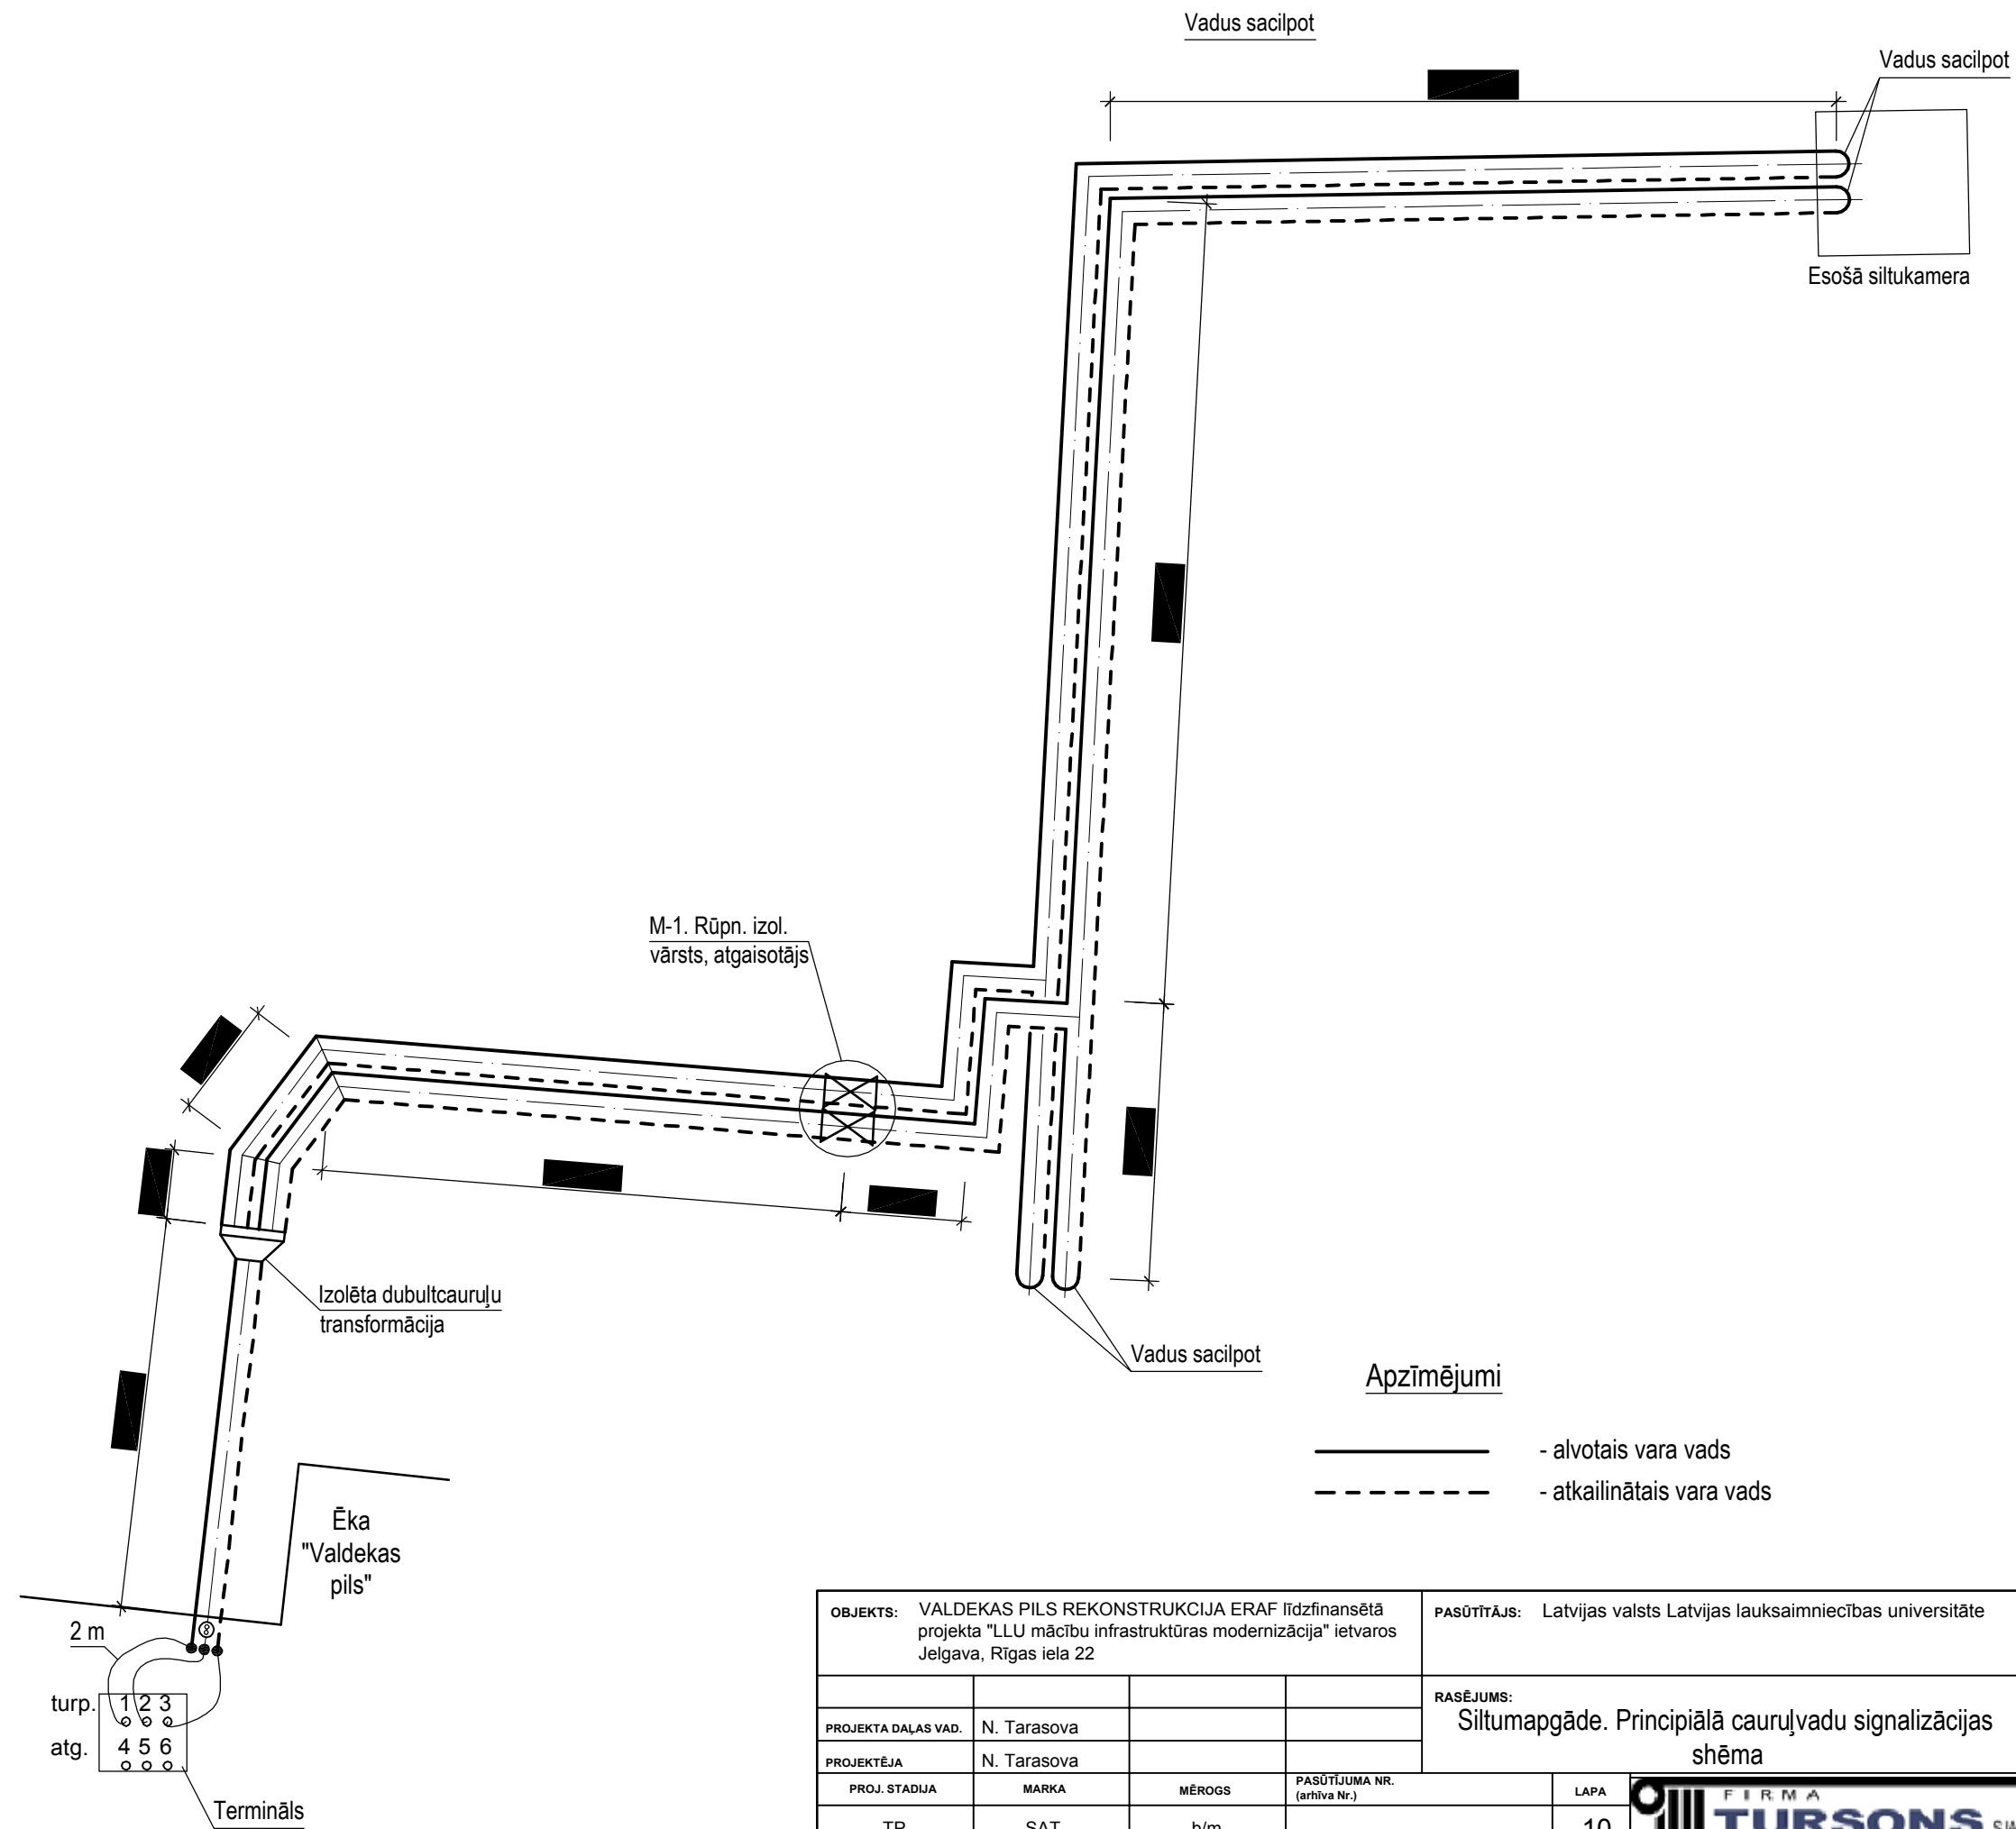 Vadus sacilpot
Vadus sacilpot
Esošā siltukamera
M-1. Rūpn. izol.
vārsts, atgaisotājs
Izolēta dubultcauruļu
transformācija
Vadus sacilpot
Apzīmējumi
- alvotais vara vads
- atkailinātais vara vads
Ēka
"Valdekas
pils"
2 m
turp. 1 2 3
atg. 4 5 6
Termināls
OBJEKTS: VALDEKAS PILS REKONSTRUKCIJA ERAF līdzfinansētā
projekta "LLU mācību infrastruktūras modernizācija" ietvaros
Jelgava, Rīgas iela 22
PASŪTĪTĀJS: Latvijas valsts Latvijas lauksaimniecības universitāte
RASĒJUMS:
Siltumapgāde. Principiālā cauruļvadu signalizācijas
shēma
PROJEKTA DAĻAS VAD. N. Tarasova
PROJEKTĒJA N. Tarasova
PROJ. STADIJA MARKA MĒROGS PASŪTĪJUMA NR. LAPA
(arhīva Nr.)
TP SAT b/m 10
FIRMA
TURSONS